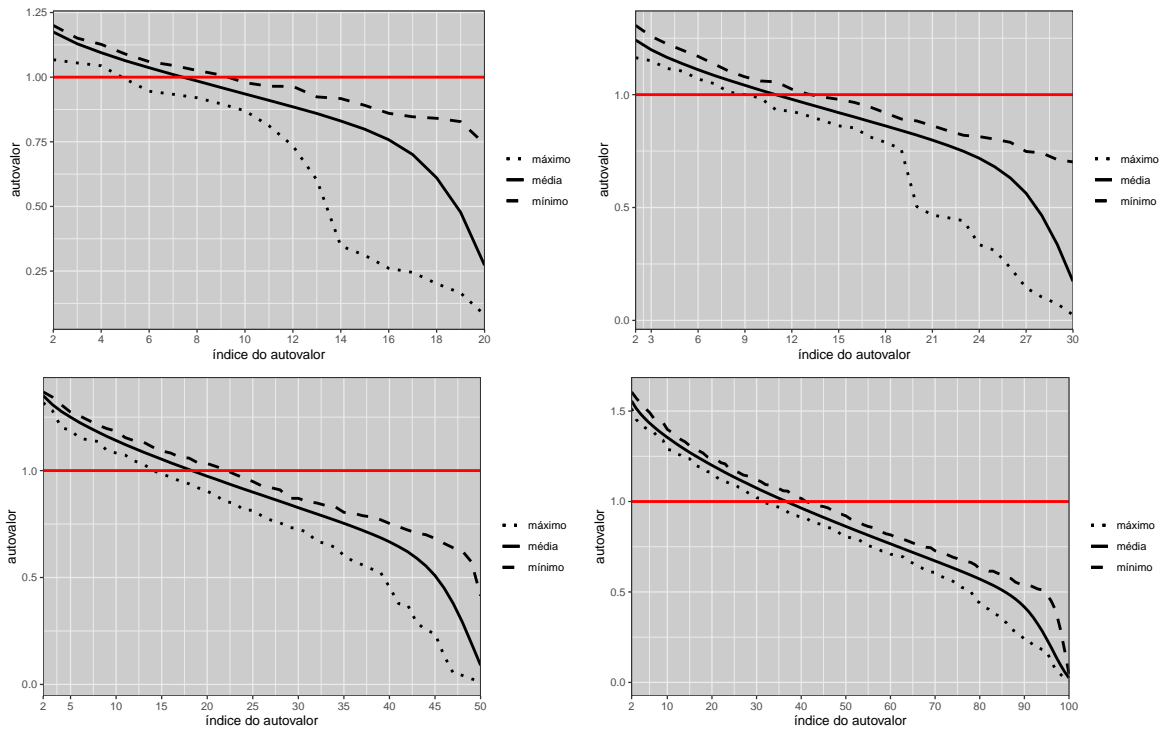 1.25
1.00
0.75
0.50
0.25
autovalor
2 4 6 8 10 12 14 16 18 20
índice do autovalor
máximo
média
mínimo
1.0
0.5
0.0
autovalor
2 3 6 9 12 15 18 21 24 27 30
índice do autovalor
máximo
média
mínimo
1.0
0.5
0.0
autovalor
2 5 10 15 20 25 30 35 40 45 50
índice do autovalor
máximo
média
mínimo
1.5
1.0
0.5
0.0
autovalor
2 10 20 30 40 50 60 70 80 90 100
índice do autovalor
máximo
média
mínimo